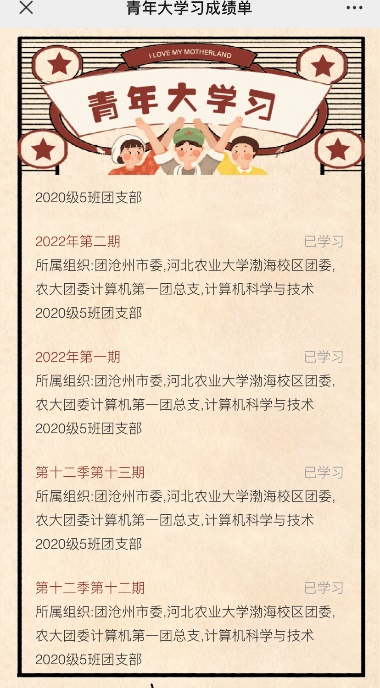 青年大学习成绩单
I LOVE MY MOTHERLAND
青年大学习
2020级5班团支部
2022年第二期 已学习
所属组织:团沧州市委,河北农业大学渤海校区团委,
农大团委计算机第一团总支,计算机科学与技术
2020级5班团支部
2022年第一期 已学习
所属组织:团沧州市委,河北农业大学渤海校区团委,
农大团委计算机第一团总支,计算机科学与技术
2020级5班团支部
第十二季第十三期 已学习
所属组织:团沧州市委,河北农业大学渤海校区团委,
农大团委计算机第一团总支,计算机科学与技术
2020级5班团支部
第十二季第十二期 已学习
所属组织:团沧州市委,河北农业大学渤海校区团委,
农大团委计算机第一团总支,计算机科学与技术
2020级5班团支部